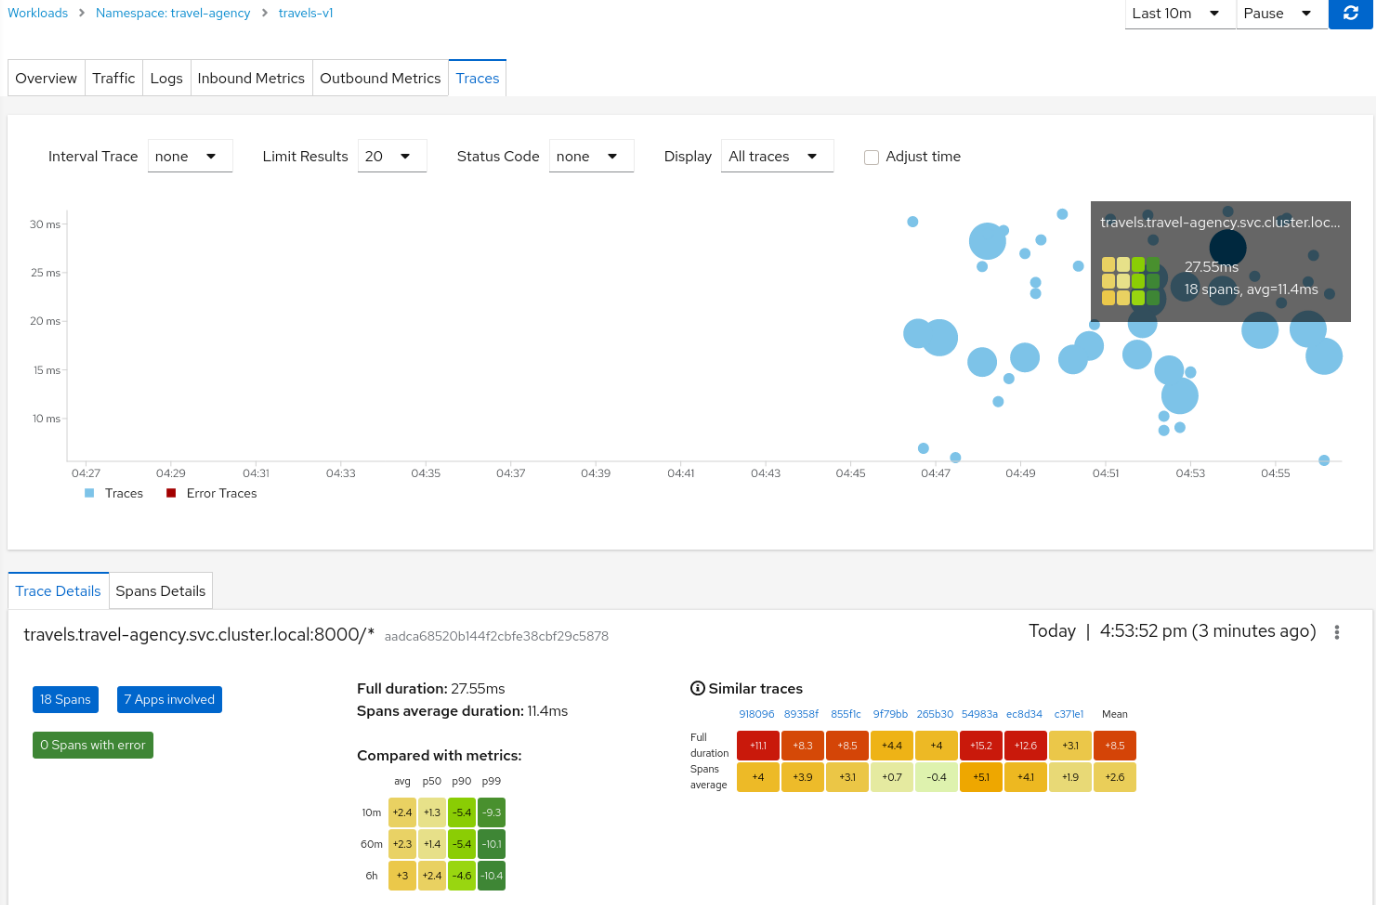 Workloads > Namespace: travel-agency > travels-v1
Last 10m Pause
Overview Traffic Logs Inbound Metrics Outbound Metrics Traces
Interval Trace none Limit Results 20 Status Code none Display All traces Adjust time
30 ms
25 ms
20 ms
15 ms
10 ms
travels.travel-agency.svc.cluster.loc...
27.55ms
18 spans, avg=11.4ms
04:27 04:29 04:31 04:33 04:35 04:37 04:39 04:41 04:43 04:45 04:47 04:49 04:51 04:53 04:55
Traces Error Traces
Trace Details Spans Details
travels.travel-agency.svc.cluster.local:8000/* aadca68520b144f2cbfe38cbf29c5878
Today | 4:53:52 pm (3 minutes ago)
18 Spans 7 Apps involved
0 Spans with error
Full duration: 27.55ms
Spans average duration: 11.4ms
Compared with metrics:
avg p50 p90 p99
10m +2.4 +1.3 -5.4 -9.3
60m +2.3 +1.4 -5.4 -10.1
6h +3 +2.4 -4.6 -10.4
Similar traces
918096 89358f 855f1c 9f79bb 265b30 54983a ec8d34 c371e1 Mean
Full duration +11.1 +8.3 +8.5 +4.4 +4 +15.2 +12.6 +3.1 +8.5
Spans average +4 +3.9 +3.1 +0.7 -0.4 +5.1 +4.1 +1.9 +2.6